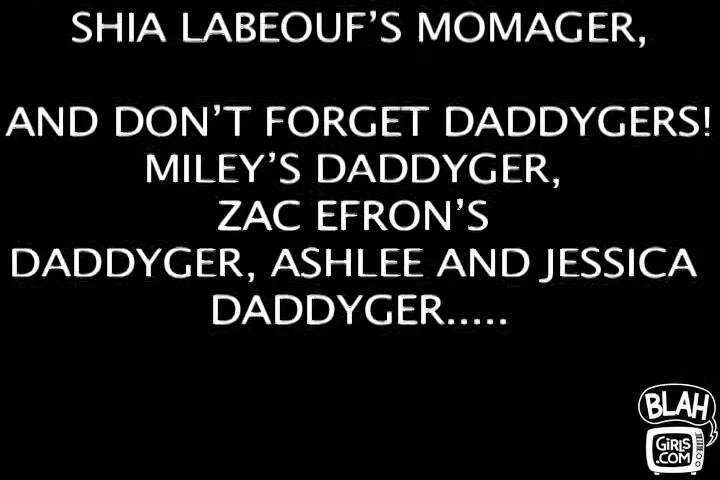 SHIA LABEOUF'S MOMAGER,
AND DON'T FORGET DADDYGERS!
MILEY'S DADDYGER,
ZAC EFRON'S
DADDYGER, ASHLEE AND JESSICA
DADDYGER.....
BLAH
GiRlS
.COM